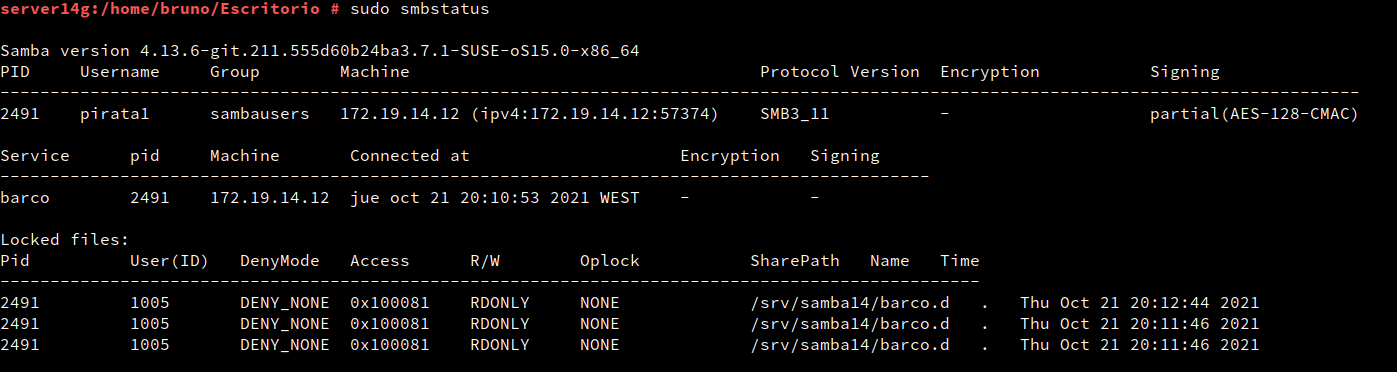 server14g:/home/bruno/Escritorio # sudo smbstatus
Samba version 4.13.6-git.211.555d60b24ba3.7.1-SUSE-oS15.0-x86_64
PID     Username     Group        Machine                                   Protocol Version  Encryption           Signing
----------------------------------------------------------------------------------------------------------------------------------------
2491    pirata1      sambausers   172.19.14.12 (ipv4:172.19.14.12:57374)    SMB3_11           -                    partial(AES-128-CMAC)
Service      pid     Machine       Connected at                     Encryption   Signing
---------------------------------------------------------------------------------------------
barco        2491    172.19.14.12  jue oct 21 20:10:53 2021 WEST    -            -
Locked files:
Pid          User(ID)   DenyMode   Access      R/W        Oplock           SharePath   Name   Time
--------------------------------------------------------------------------------------------------
2491         1005       DENY_NONE  0x100081    RDONLY     NONE             /srv/samba14/barco.d   .   Thu Oct 21 20:12:44 2021
2491         1005       DENY_NONE  0x100081    RDONLY     NONE             /srv/samba14/barco.d   .   Thu Oct 21 20:11:46 2021
2491         1005       DENY_NONE  0x100081    RDONLY     NONE             /srv/samba14/barco.d   .   Thu Oct 21 20:11:46 2021